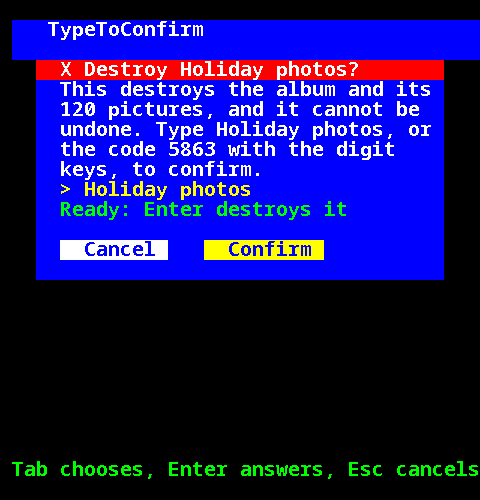 TypeToConfirm
X Destroy Holiday photos?
This destroys the album and its
120 pictures, and it cannot be
undone. Type Holiday photos, or
the code 5863 with the digit
keys, to confirm.
> Holiday photos
Ready: Enter destroys it
Cancel Confirm
Tab chooses, Enter answers, Esc cancels